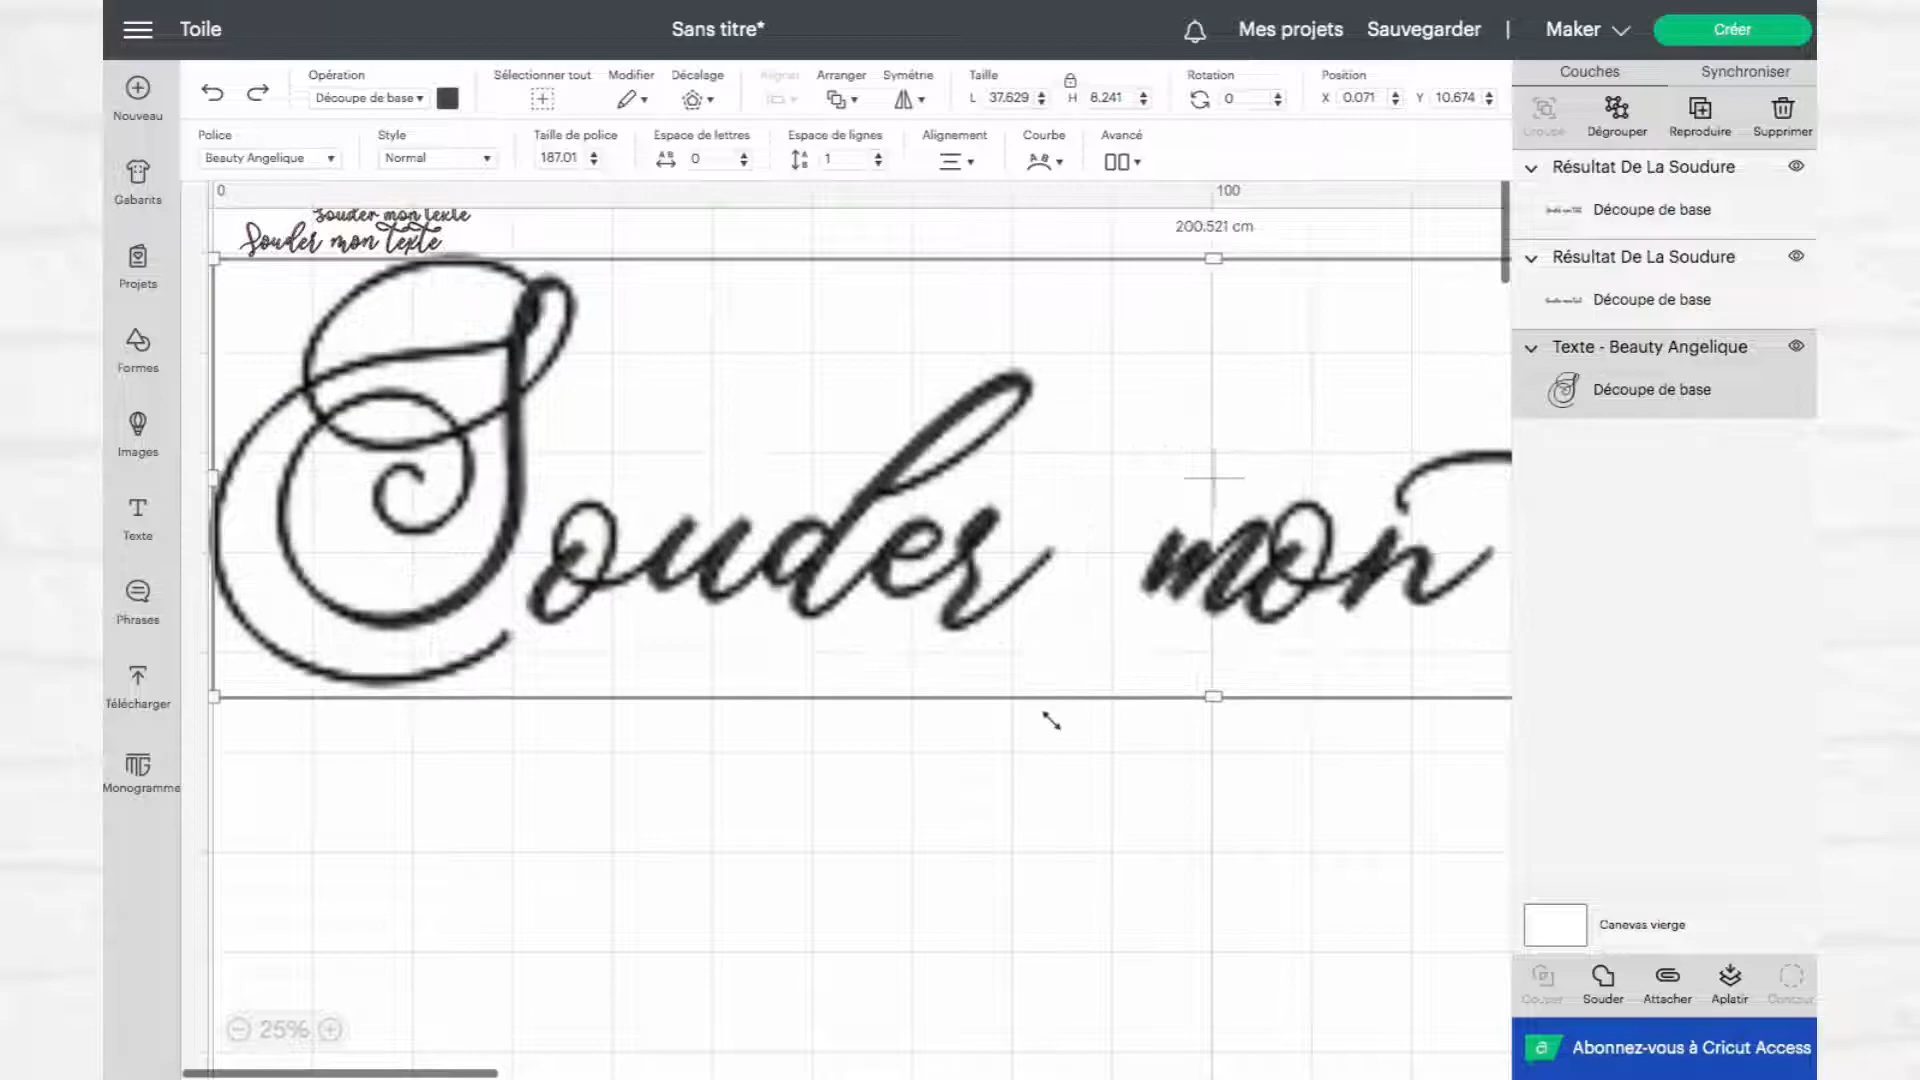 Toile
Sans titre*
Mes projets
Sauvegarder
|
Maker
Créer
Nouveau
Gabarits
Projets
Formes
Images
Texte
Phrases
Télécharger
Monogramme
Opération
Découpe de base
Sélectionner tout
Modifier
Décalage
Aligner
Arranger
Symétrie
Taille
L 37.629
H 8.241
Rotation
0
Position
X 0.071
Y 10.674
Police
Beauty Angelique
Style
Normal
Taille de police
187.01
Espace de lettres
0
Espace de lignes
1
Alignement
Courbe
Avancé
0
100
200.521 cm
Souder mon texte
Souder mon texte
Souder mon
25%
Couches
Synchroniser
Groupe
Dégrouper
Reproduire
Supprimer
Résultat De La Soudure
Découpe de base
Résultat De La Soudure
Découpe de base
Texte - Beauty Angelique
Découpe de base
Canevas vierge
Couper
Souder
Attacher
Aplatir
Contour
a
Abonnez-vous à Cricut Access